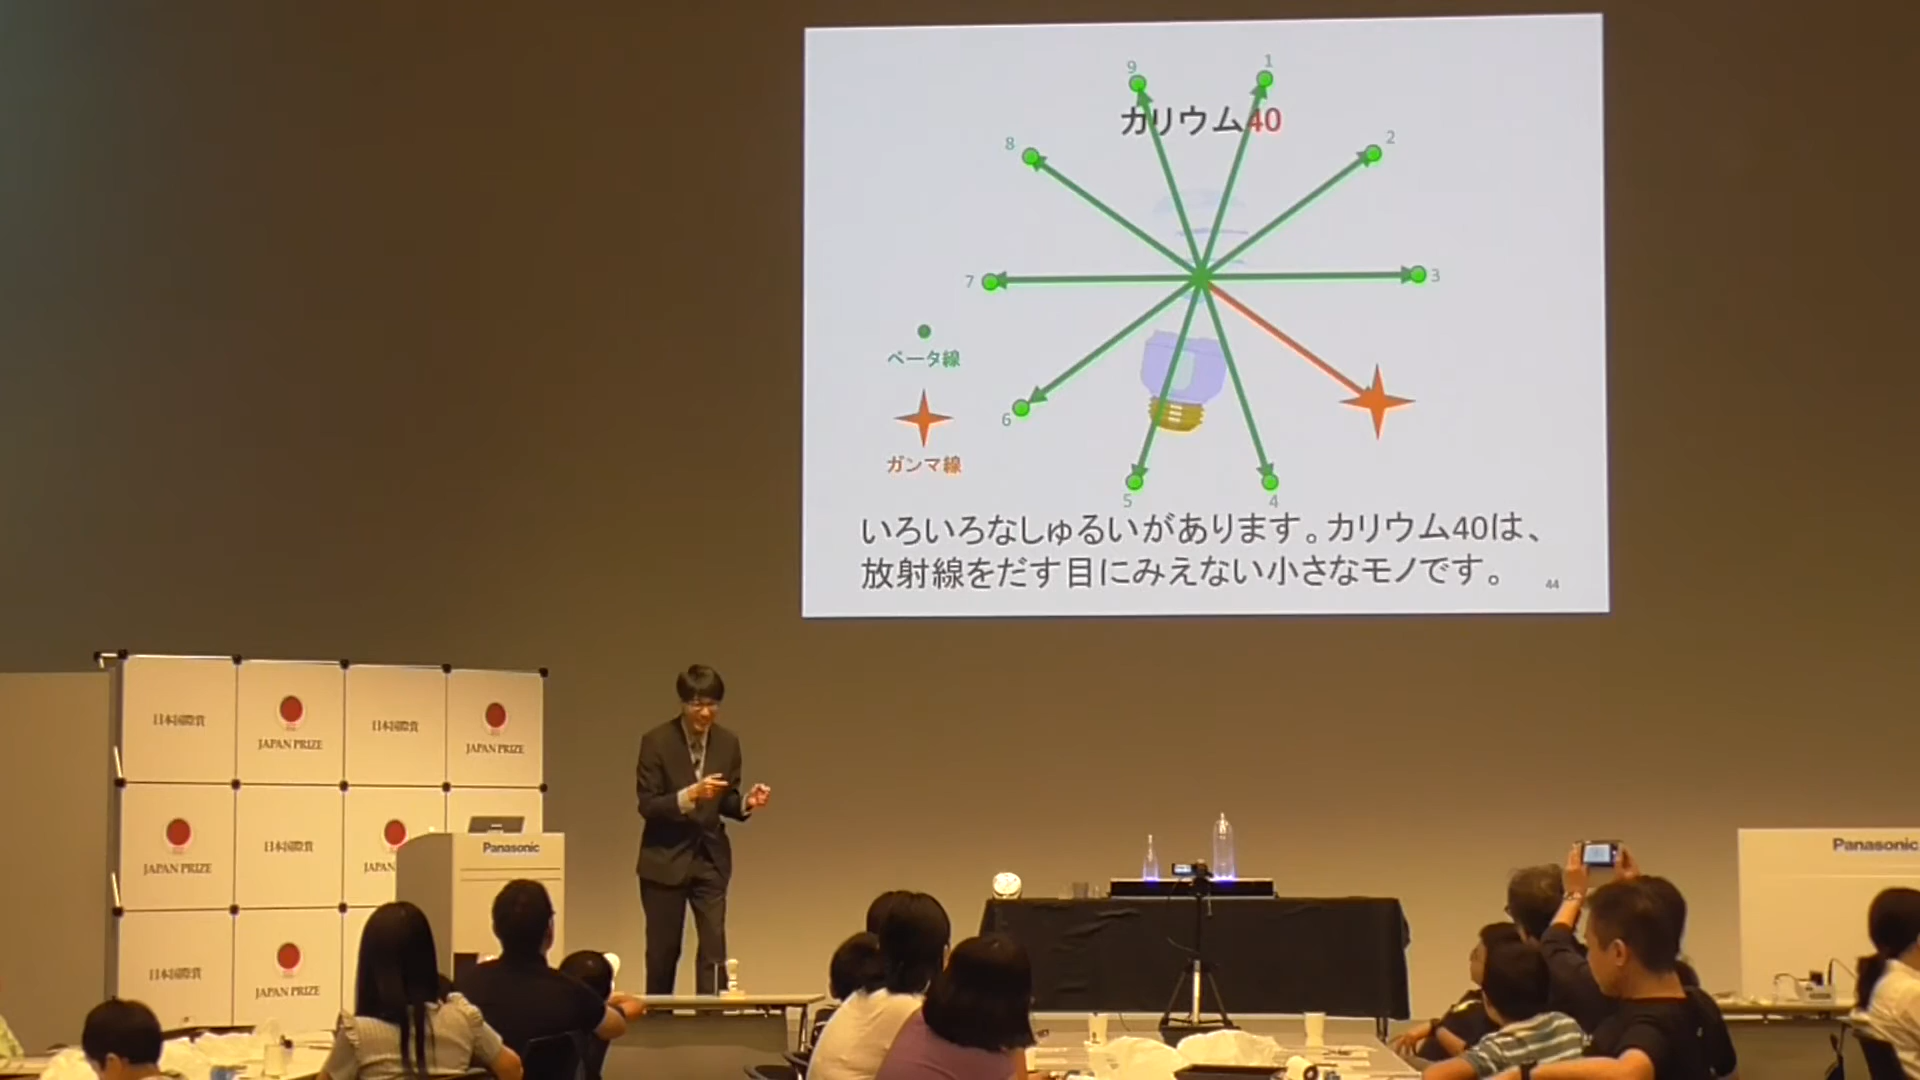 9
1
カリウム40
8
2
7
3
ベータ線
6
ガンマ線
5
4
いろいろなしゅるいがあります。カリウム40は、
放射線をだす目にみえない小さなモノです。
44
日本国際賞
JAPAN PRIZE
日本国際賞
JAPAN PRIZE
JAPAN PRIZE
日本国際賞
JAPAN
Panasonic
Panasonic
日本国際賞
JAPAN PRIZE